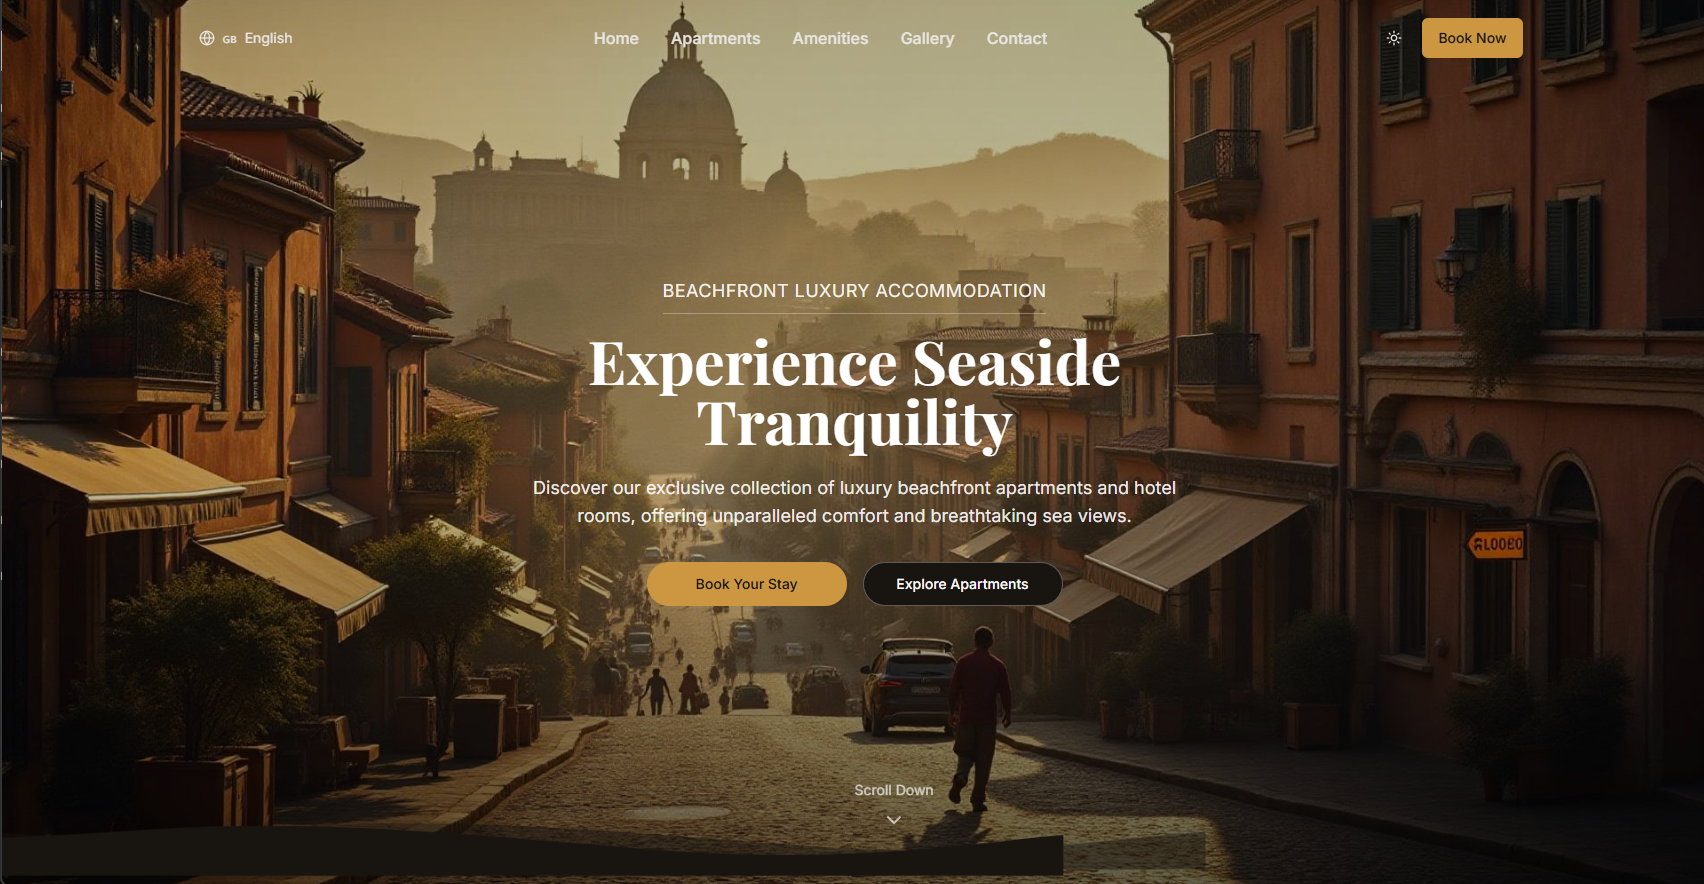 GB English
Home Apartments Amenities Gallery Contact
Book Now
BEACHFRONT LUXURY ACCOMMODATION
Experience Seaside
Tranquility
Discover our exclusive collection of luxury beachfront apartments and hotel
rooms, offering unparalleled comfort and breathtaking sea views.
Book Your Stay
Explore Apartments
Scroll Down